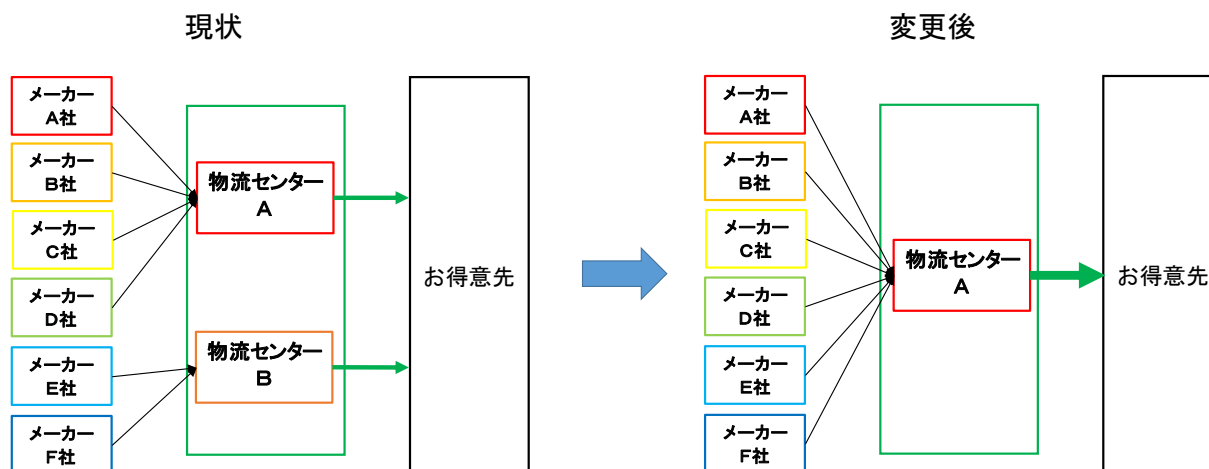 現状
メーカー
A社
メーカー
B社
メーカー
C社
メーカー
D社
メーカー
E社
メーカー
F社
物流センター
A
物流センター
B
お得意先
変更後
メーカー
A社
メーカー
B社
メーカー
C社
メーカー
D社
メーカー
E社
メーカー
F社
物流センター
A
お得意先